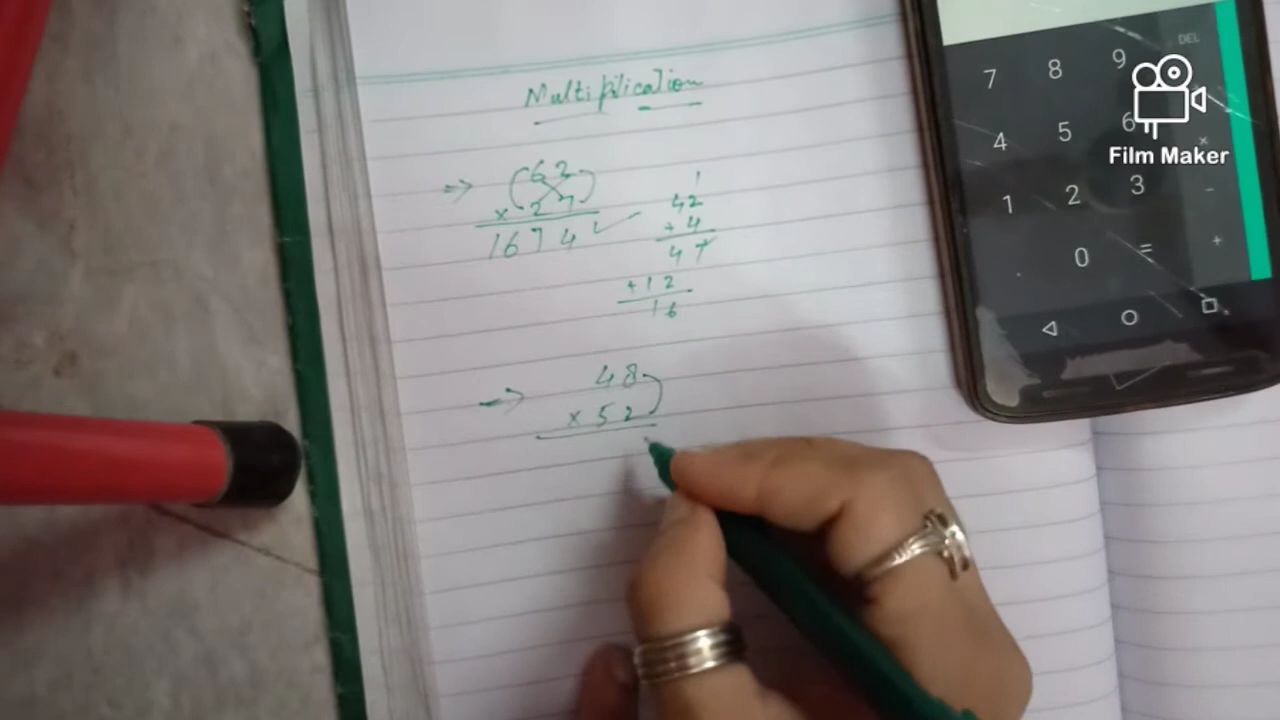 Multiplication
⇒ 62
× 27
1674 ✓
1
42
+ 4
47
+12
16
⇒ 48
× 52
7 8 9 DEL
4 5 6 ×
1 2 3 -
. 0 = +
Film Maker